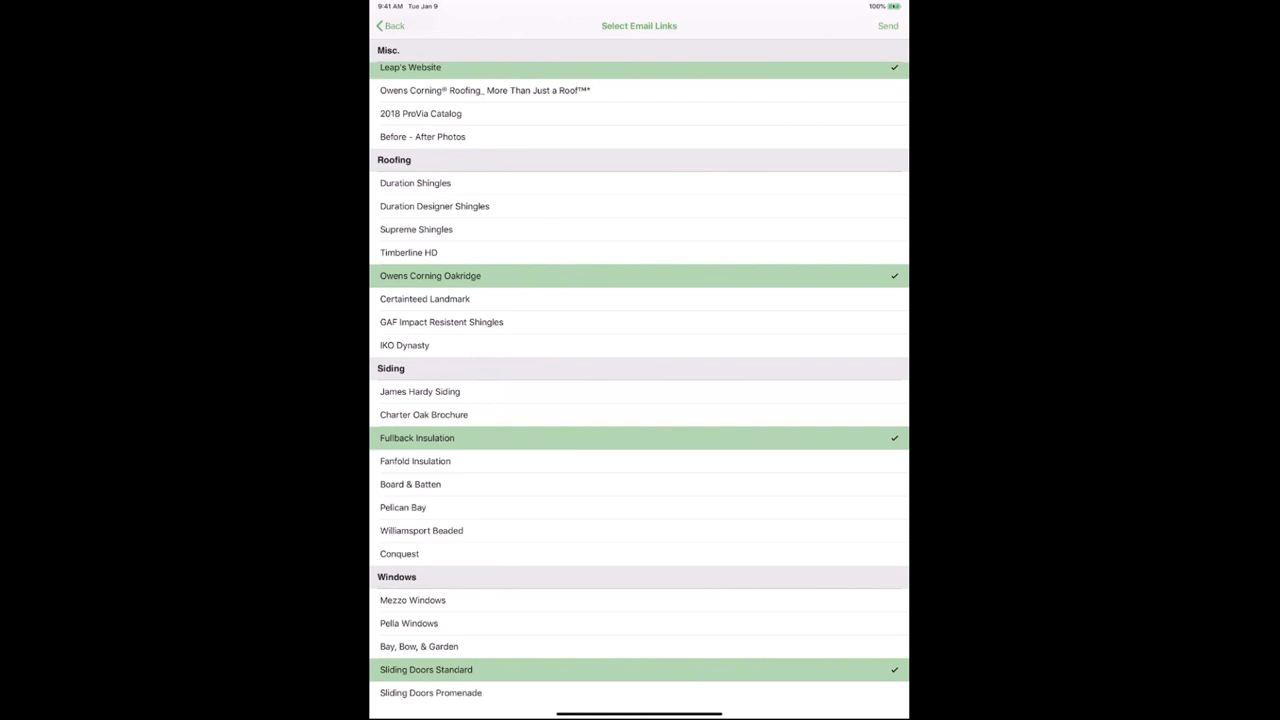 9:41 AM Tue Jan 9 100%
Back Select Email Links Send
Misc.
Leap's Website
Owens Corning® Roofing_ More Than Just a Roof™*
2018 ProVia Catalog
Before - After Photos
Roofing
Duration Shingles
Duration Designer Shingles
Supreme Shingles
Timberline HD
Owens Corning Oakridge
Certainteed Landmark
GAF Impact Resistent Shingles
IKO Dynasty
Siding
James Hardy Siding
Charter Oak Brochure
Fullback Insulation
Fanfold Insulation
Board & Batten
Pelican Bay
Williamsport Beaded
Conquest
Windows
Mezzo Windows
Pella Windows
Bay, Bow, & Garden
Sliding Doors Standard
Sliding Doors Promenade